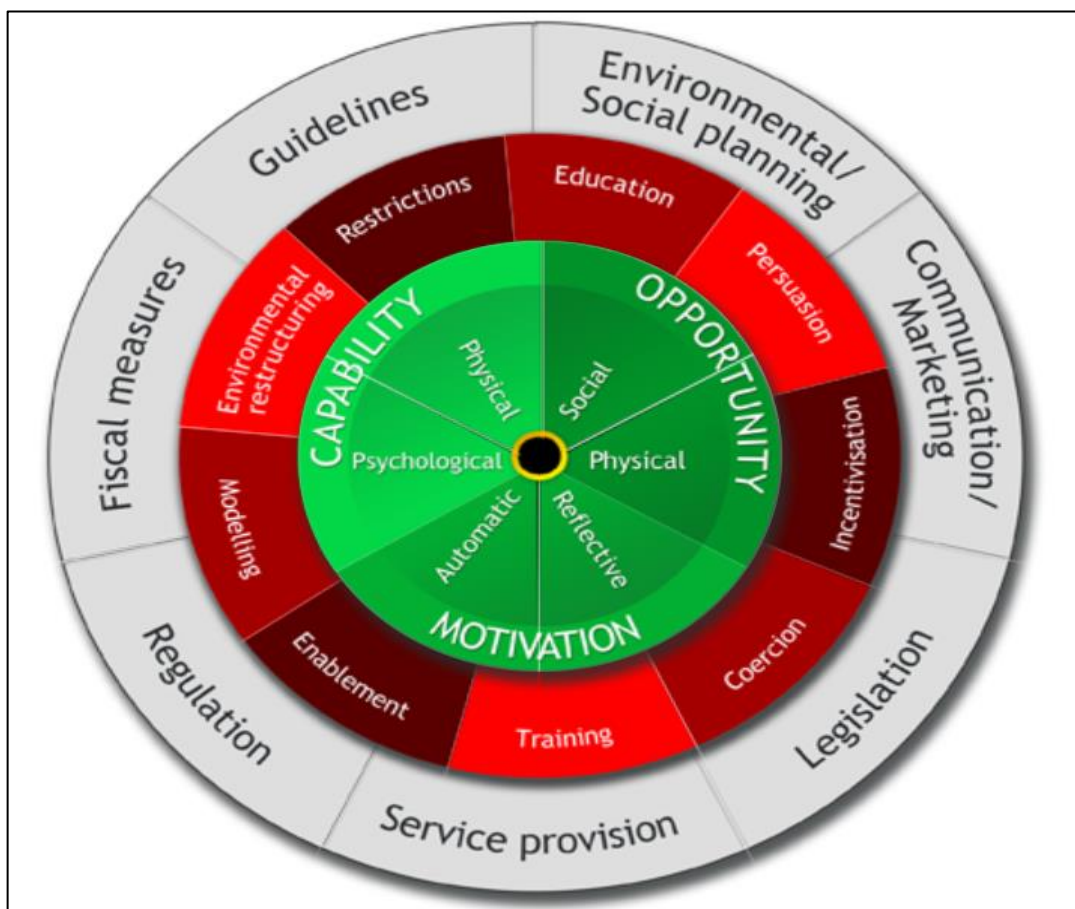 Guidelines
Environmental/
Social planning
Communication/
Marketing
Legislation
Service provision
Regulation
Fiscal measures
Restrictions
Education
Persuasion
Incentivisation
Coercion
Training
Enablement
Modelling
Environmental
restructuring
CAPABILITY
OPPORTUNITY
MOTIVATION
Physical
Social
Physical
Reflective
Automatic
Psychological